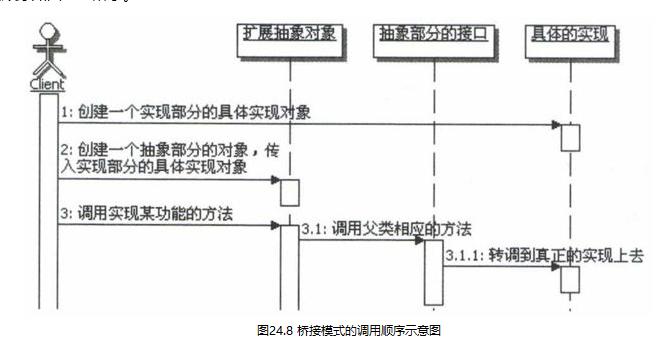 扩展抽象对象
抽象部分的接口
具体的实现
Client
1: 创建一个实现部分的具体实现对象
2: 创建一个抽象部分的对象，传
入实现部分的具体实现对象
3: 调用实现某功能的方法
3.1: 调用父类相应的方法
3.1.1: 转调到真正的实现上去
图24.8 桥接模式的调用顺序示意图